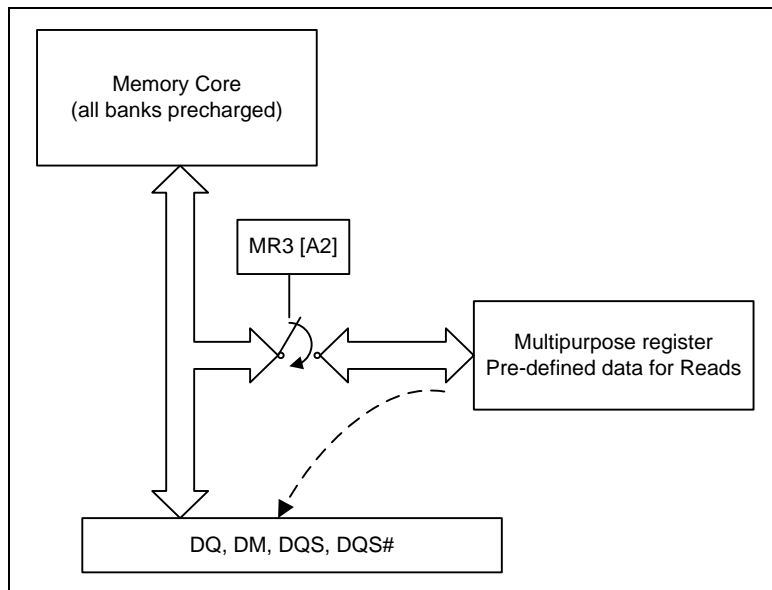 Memory Core
(all banks precharged)
MR3 [A2]
Multipurpose register
Pre-defined data for Reads
DQ, DM, DQS, DQS#